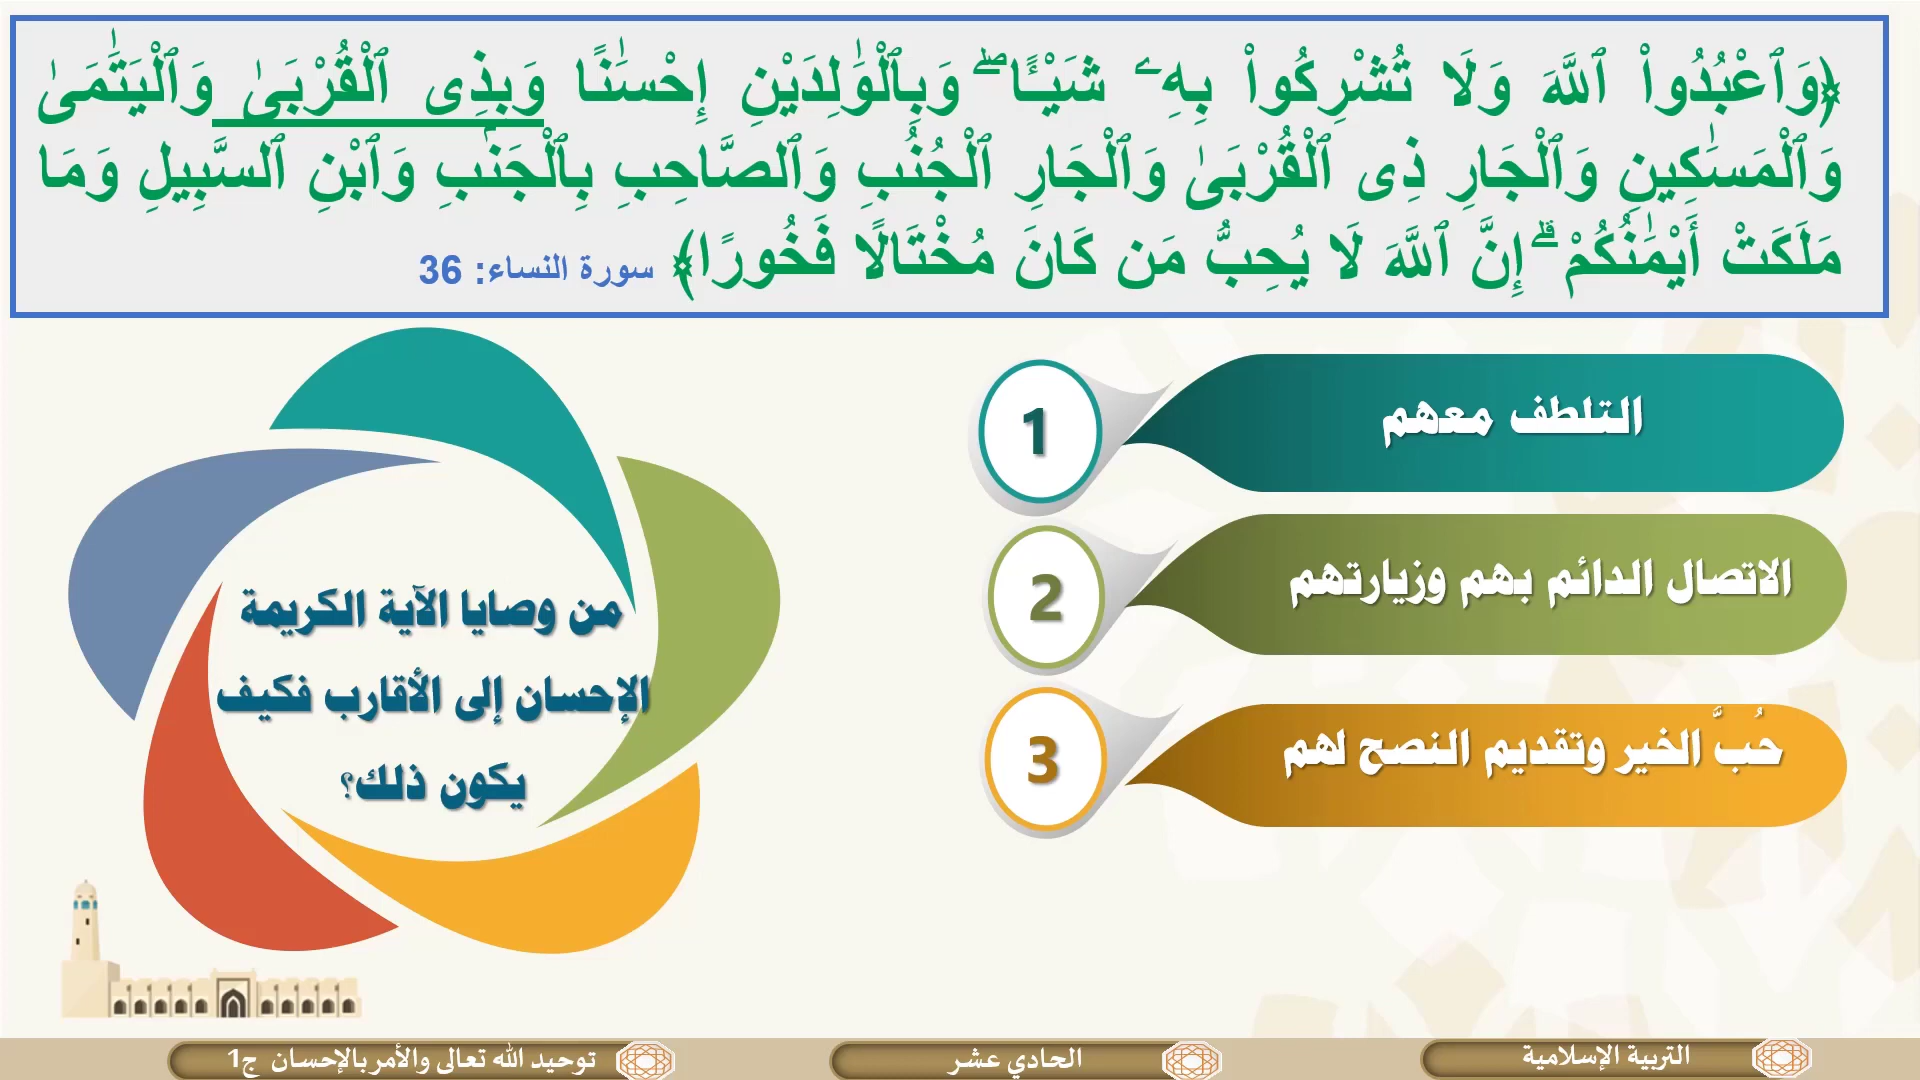 ﴿وَٱعْبُدُوا۟ ٱللَّهَ وَلَا تُشْرِكُوا۟ بِهِۦ شَيْـًٔا ۖ وَبِٱلْوَٰلِدَيْنِ إِحْسَٰنًا وَبِذِى ٱلْقُرْبَىٰ وَٱلْيَتَٰمَىٰ
وَٱلْمَسَٰكِينِ وَٱلْجَارِ ذِى ٱلْقُرْبَىٰ وَٱلْجَارِ ٱلْجُنُبِ وَٱلصَّاحِبِ بِٱلْجَنۢبِ وَٱبْنِ ٱلسَّبِيلِ وَمَا
مَلَكَتْ أَيْمَٰنُكُمْ ۗ إِنَّ ٱللَّهَ لَا يُحِبُّ مَن كَانَ مُخْتَالًا فَخُورًا﴾ سورة النساء: 36
1 التلطف معهم
2 الاتصال الدائم بهم وزيارتهم
3 حُبَّ الخير وتقديم النصح لهم
من وصايا الآية الكريمة
الإحسان إلى الأقارب فكيف
يكون ذلك؟
التربية الإسلامية
الحادي عشر
توحيد الله تعالى والأمر بالإحسان ج1